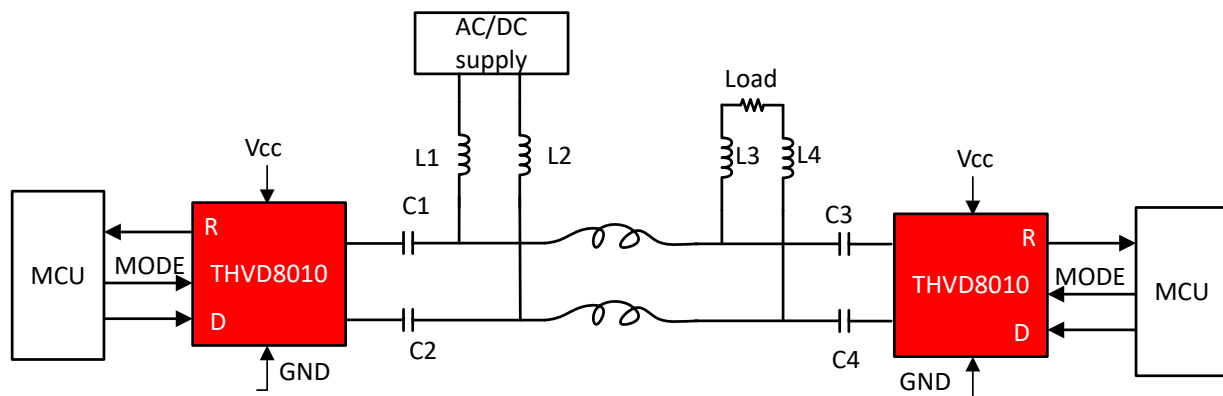 AC/DC
supply
Load
Vcc
L1
L2
L3
L4
Vcc
C1
C3
R
R
MODE
THVD8010
MCU
THVD8010
MODE
MCU
D
D
C2
C4
GND
GND